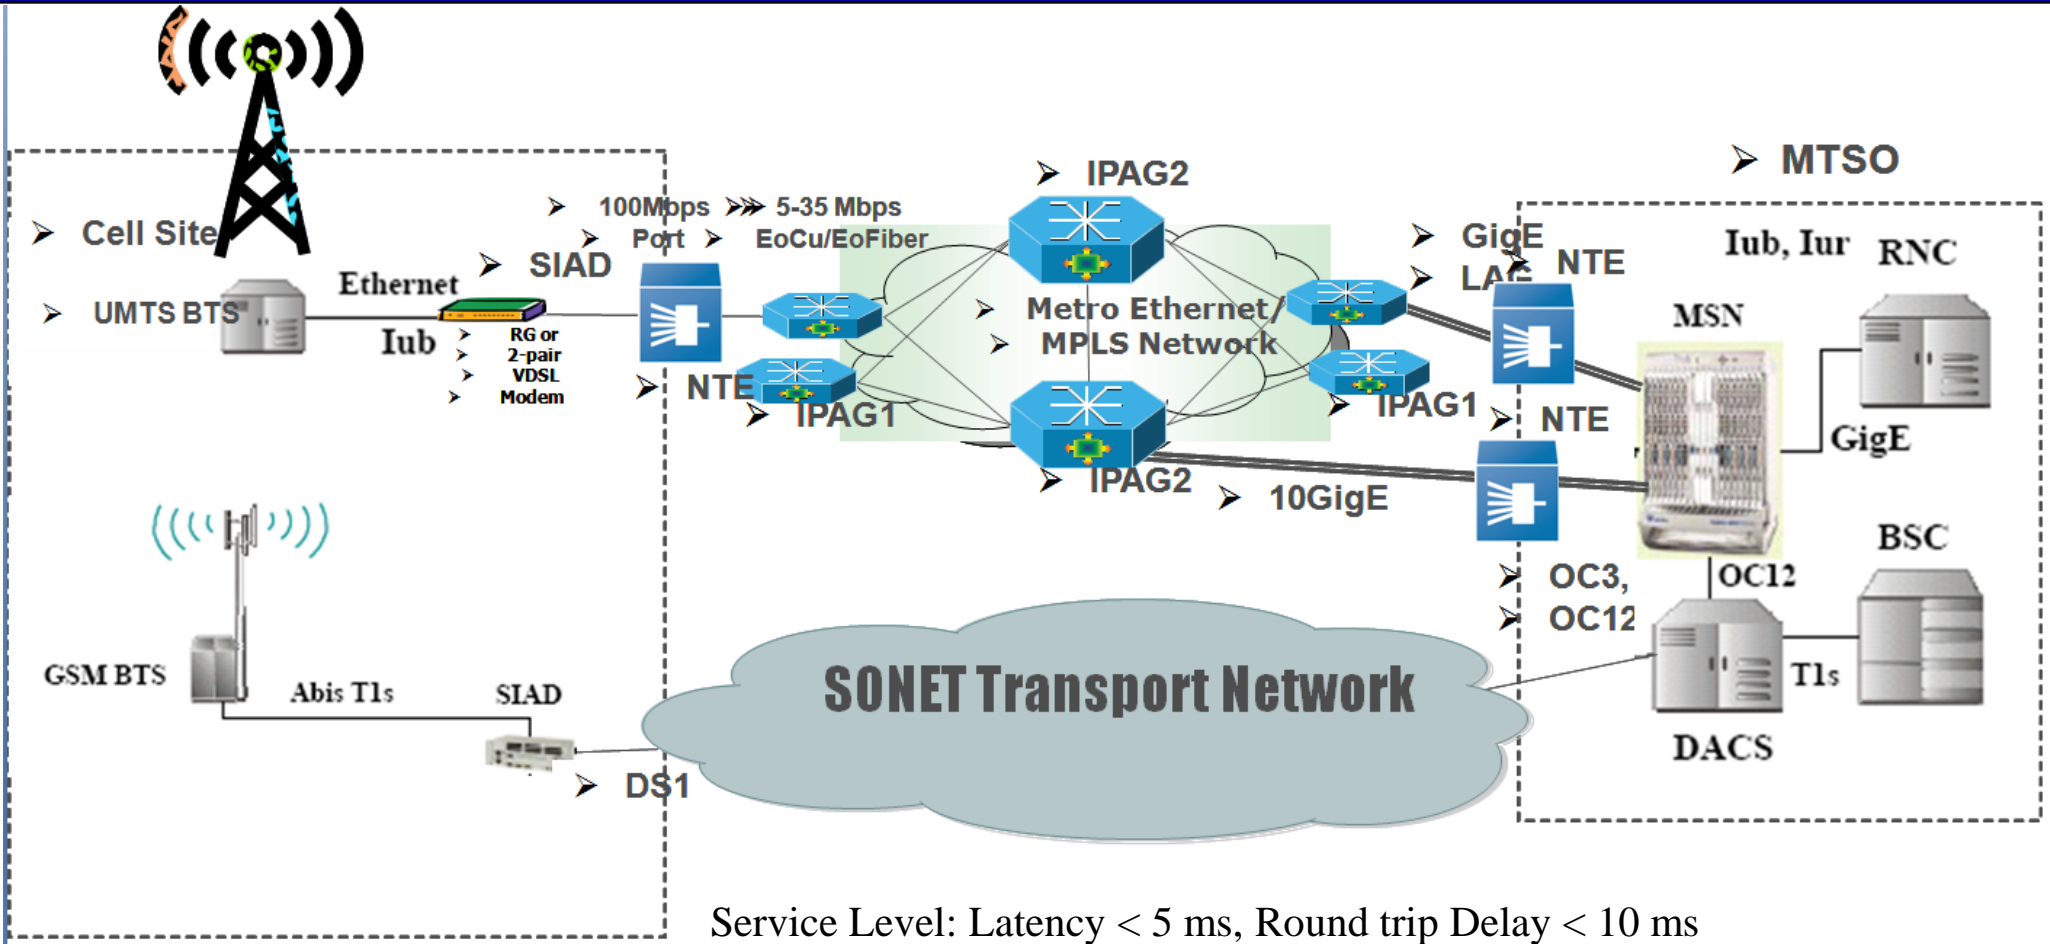 ➢ MTSO
➢ IPAG2
➢ 100Mbps ➢➢➢ 5-35 Mbps
➢ Port ➢ EoCu/EoFiber
➢ Cell Site
➢ SIAD
Ethernet
➢ UMTS BTS
Iub
➢ RG or
➢ 2-pair
➢ VDSL
➢ Modem
➢ NTE
➢ IPAG1
➢ Metro Ethernet/
➢ MPLS Network
➢ GigE
➢ LAG
➢ NTE
Iub, Iur
RNC
MSN
➢ IPAG1
➢ NTE
GigE
➢ IPAG2
➢ 10GigE
BSC
➢ OC3,
➢ OC12
OC12
SONET Transport Network
GSM BTS
Abis T1s
SIAD
T1s
DACS
➢ DS1
Service Level: Latency < 5 ms, Round trip Delay < 10 ms